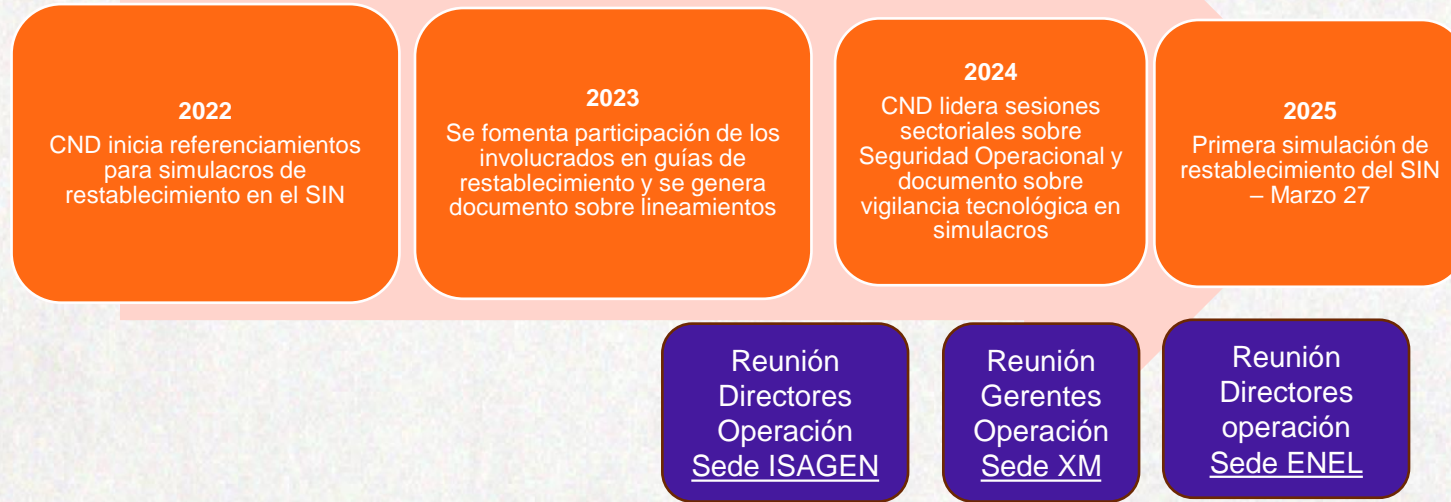 2022
CND inicia referenciamientos
para simulacros de
restablecimiento en el SIN
2023
Se fomenta participación de los
involucrados en guías de
restablecimiento y se genera
documento sobre lineamientos
2024
CND lidera sesiones
sectoriales sobre
Seguridad Operacional y
documento sobre
vigilancia tecnológica en
simulacros
2025
Primera simulación de
restablecimiento del SIN
– Marzo 27
Reunión
Directores
Operación
Sede ISAGEN
Reunión
Gerentes
Operación
Sede XM
Reunión
Directores
operación
Sede ENEL